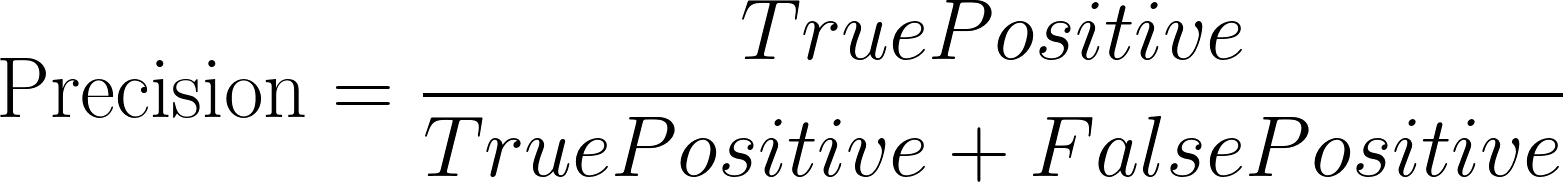 Precision = TruePositive / TruePositive + FalsePositive